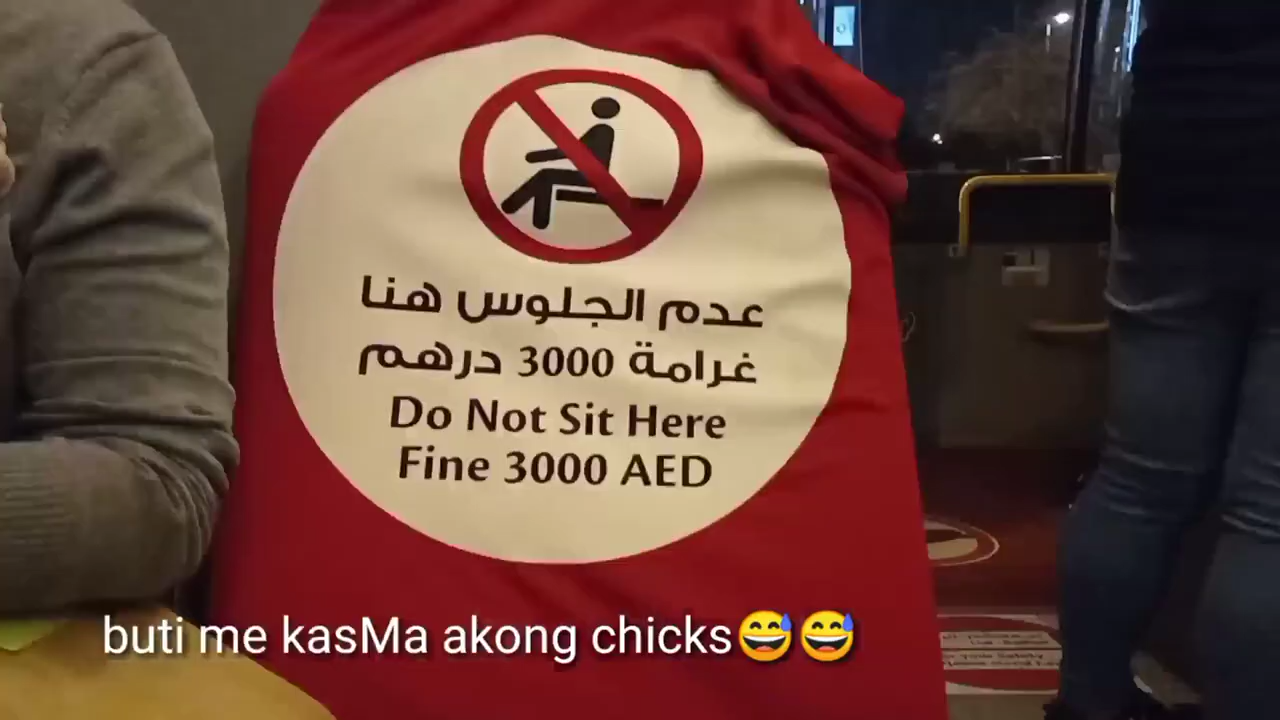 عدم الجلوس هنا
غرامة 3000 درهم
Do Not Sit Here
Fine 3000 AED
buti me kasMa akong chicks😅😅